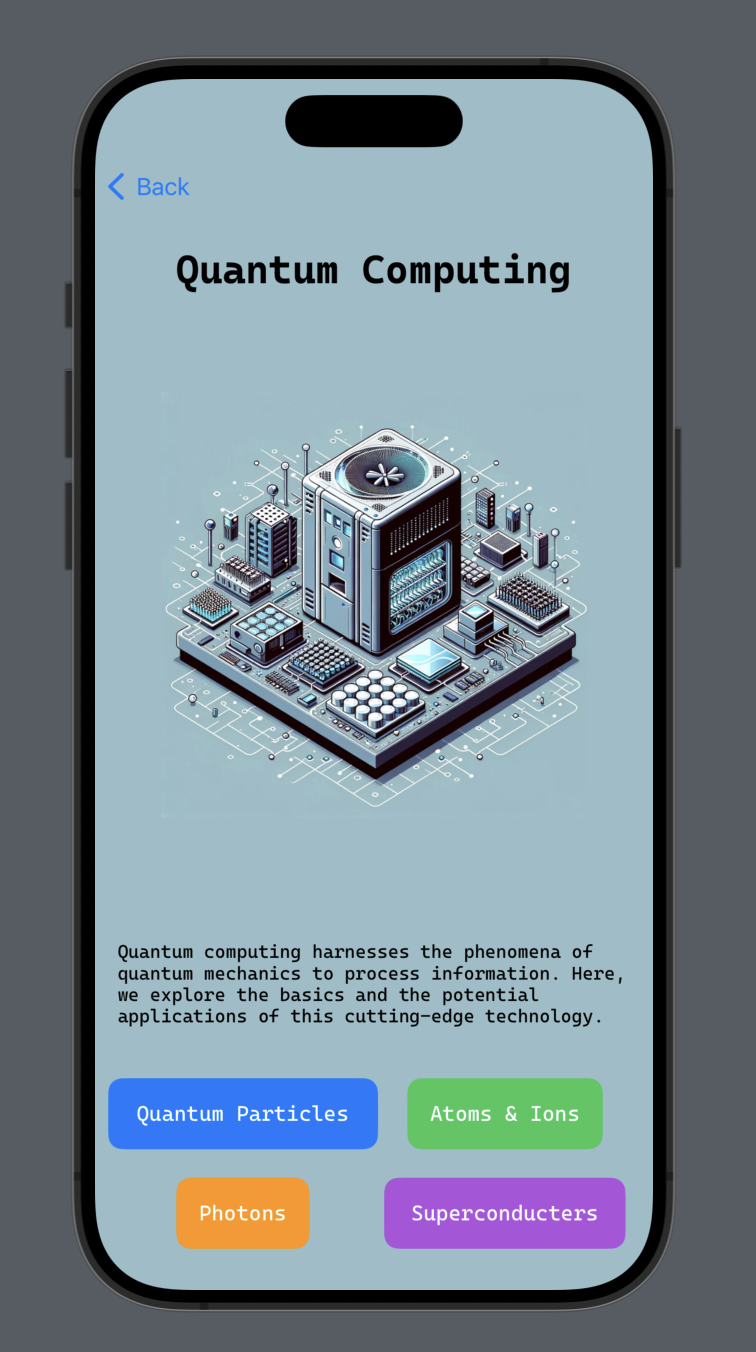 Back
Quantum Computing
Quantum computing harnesses the phenomena of
quantum mechanics to process information. Here,
we explore the basics and the potential
applications of this cutting-edge technology.
Quantum Particles
Atoms & Ions
Photons
Superconducters